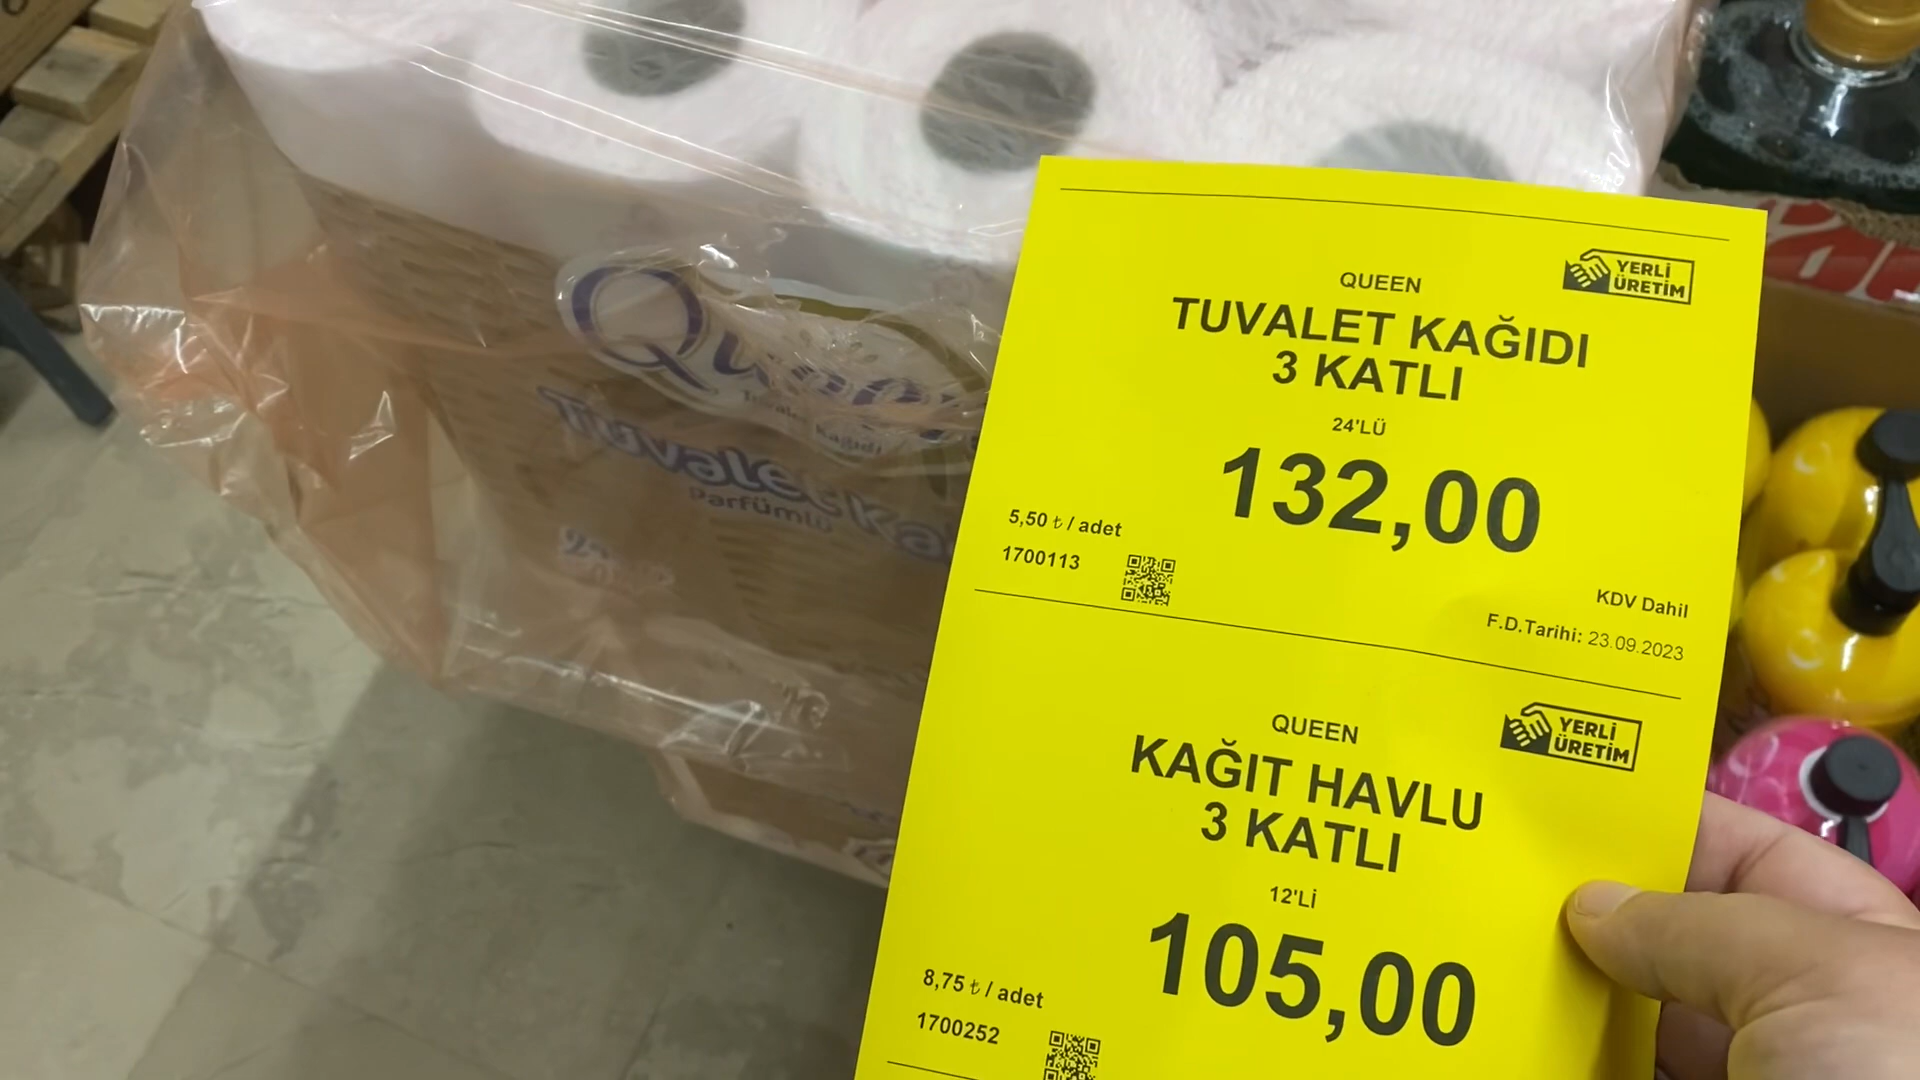 Queen
Tuvalet Kağıdı
Tuvalet Ka
Parfümlü
QUEEN
YERLİ
ÜRETİM
TUVALET KAĞIDI
3 KATLI
24'LÜ
132,00
5,50 ₺ / adet
1700113
KDV Dahil
F.D.Tarihi: 23.09.2023
QUEEN
YERLİ
ÜRETİM
KAĞIT HAVLU
3 KATLI
12'Lİ
105,00
8,75 ₺ / adet
1700252